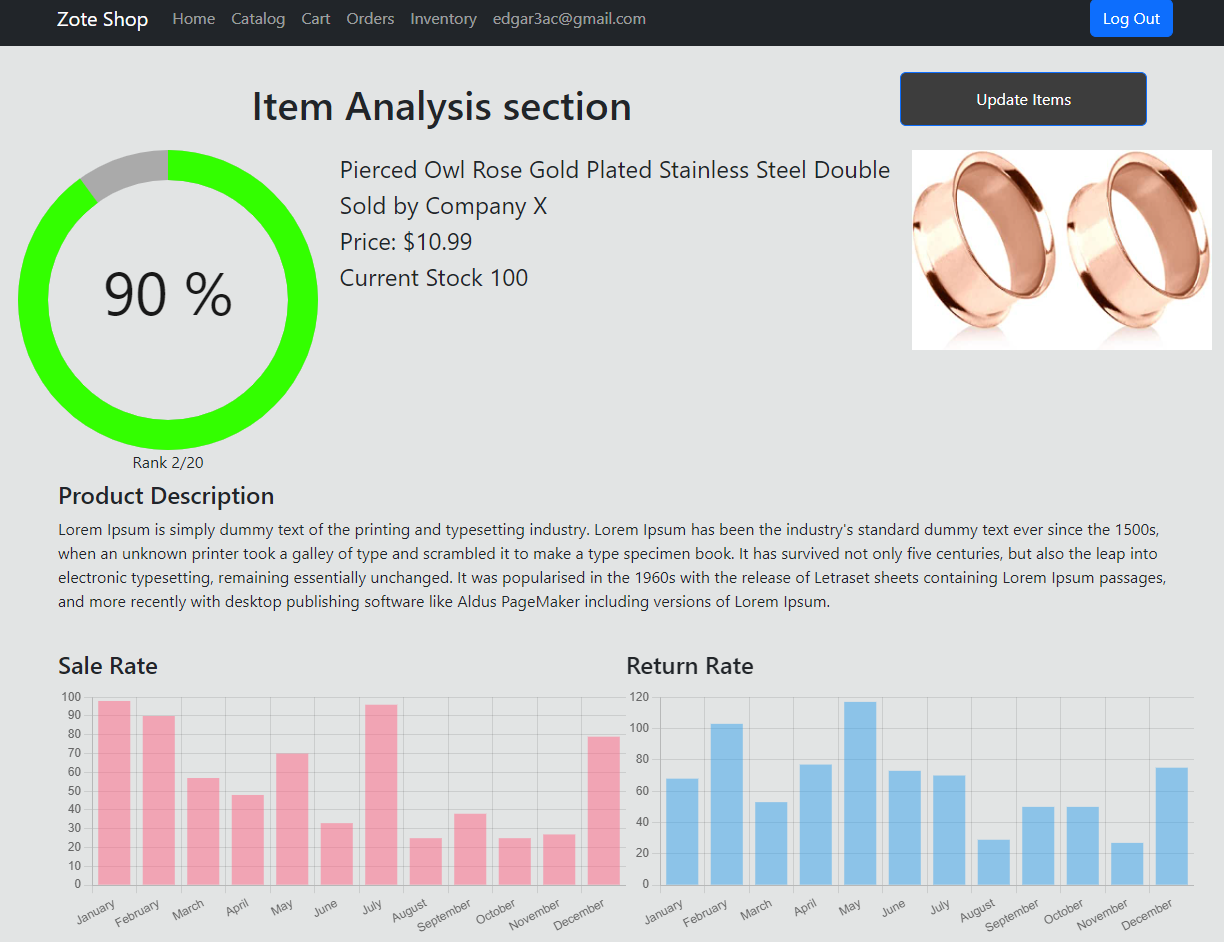 Zote Shop Home Catalog Cart Orders Inventory edgar3ac@gmail.com Log Out
Item Analysis section
Update Items
90 %
Rank 2/20
Pierced Owl Rose Gold Plated Stainless Steel Double
Sold by Company X
Price: $10.99
Current Stock 100
Product Description
Lorem Ipsum is simply dummy text of the printing and typesetting industry. Lorem Ipsum has been the industry's standard dummy text ever since the 1500s,
when an unknown printer took a galley of type and scrambled it to make a type specimen book. It has survived not only five centuries, but also the leap into
electronic typesetting, remaining essentially unchanged. It was popularised in the 1960s with the release of Letraset sheets containing Lorem Ipsum passages,
and more recently with desktop publishing software like Aldus PageMaker including versions of Lorem Ipsum.
Sale Rate
100
90
80
70
60
50
40
30
20
10
0
January February March April May June July August September October November December
Return Rate
120
100
80
60
40
20
0
January February March April May June July August September October November December